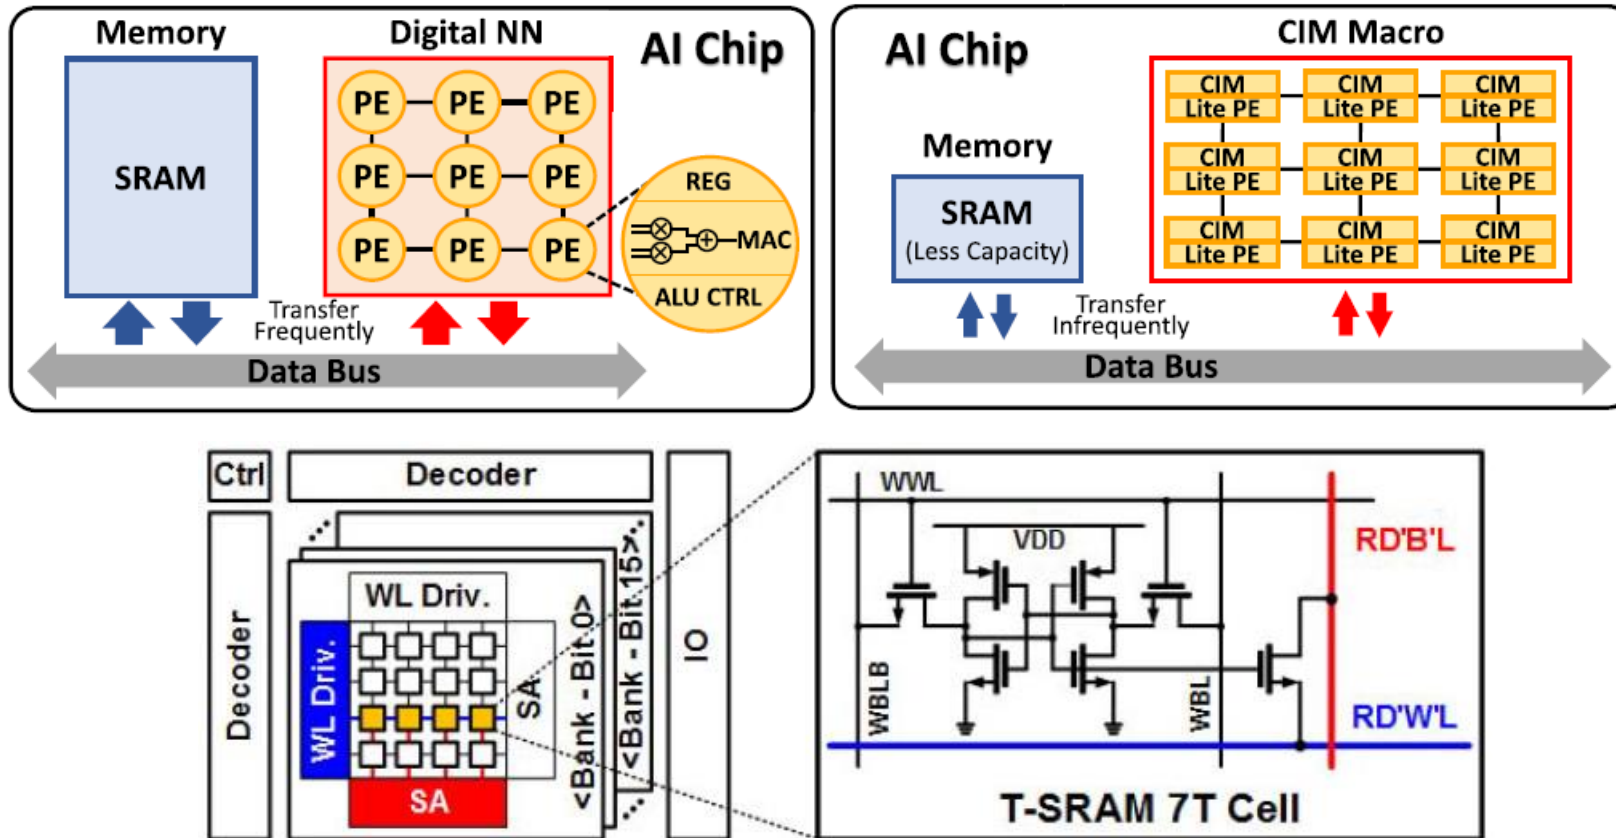 Memory
Digital NN
AI Chip
SRAM
PE PE PE
PE PE PE
PE PE PE
REG
MAC
ALU CTRL
Transfer
Frequently
Data Bus
AI Chip
CIM Macro
CIM CIM CIM
Lite PE Lite PE Lite PE
CIM CIM CIM
Lite PE Lite PE Lite PE
CIM CIM CIM
Lite PE Lite PE Lite PE
Memory
SRAM
(Less Capacity)
Transfer
Infrequently
Data Bus
Ctrl
Decoder
Decoder
WL Driv.
WL Driv.
SA
SA
<Bank - Bit 0>
<Bank - Bit 15>
IO
WWL
VDD
WBLB
WBL
RD'B'L
RD'W'L
T-SRAM 7T Cell